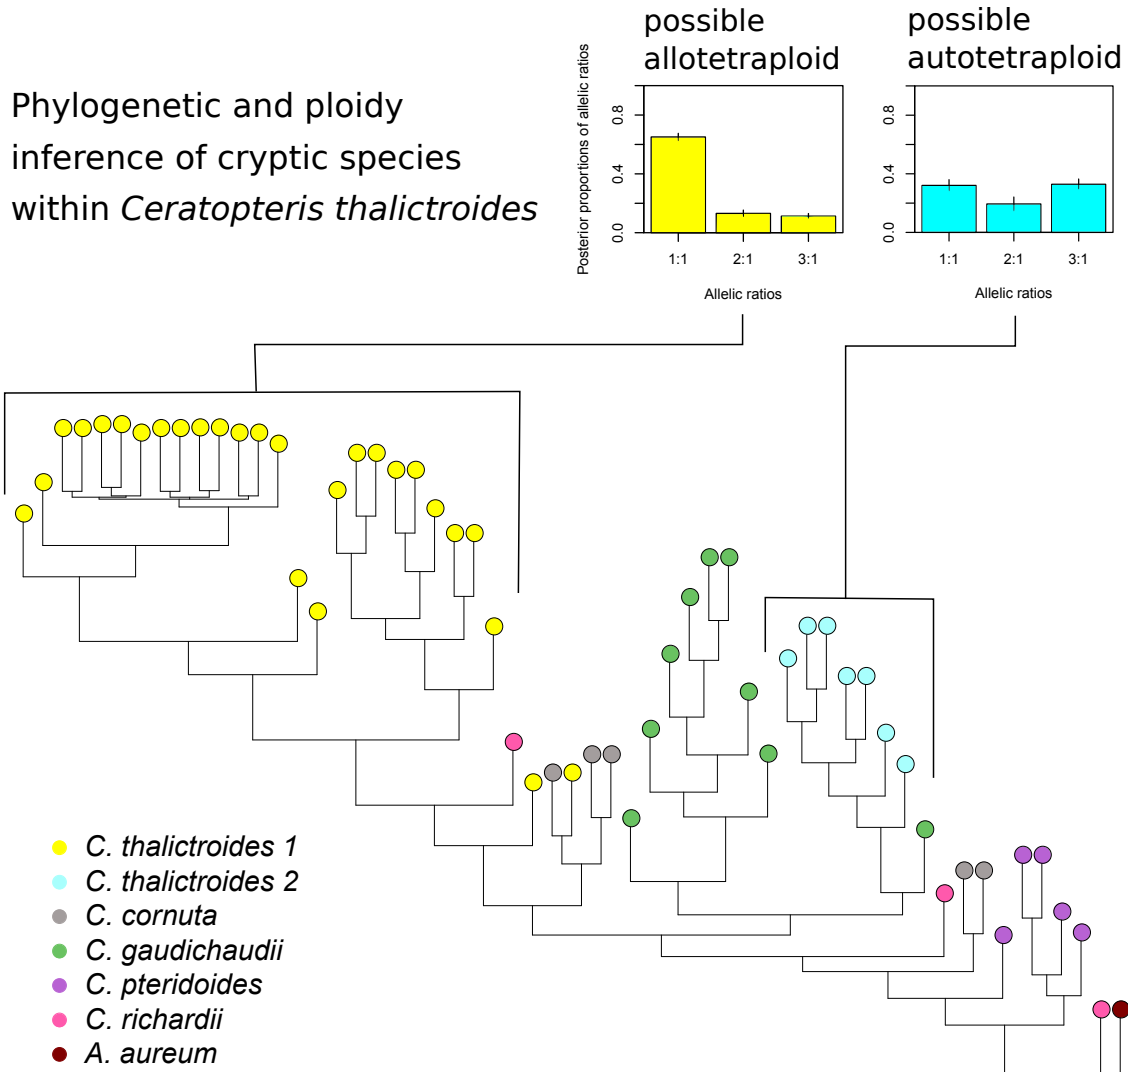 possible
allotetraploid
possible
autotetraploid
Phylogenetic and ploidy
inference of cryptic species
within Ceratopteris thalictroides
Posterior proportions of allelic ratios
0.8
0.4
0.0
1:1 2:1 3:1
Allelic ratios
0.8
0.4
0.0
1:1 2:1 3:1
Allelic ratios
C. thalictroides 1
C. thalictroides 2
C. cornuta
C. gaudichaudii
C. pteridoides
C. richardii
A. aureum